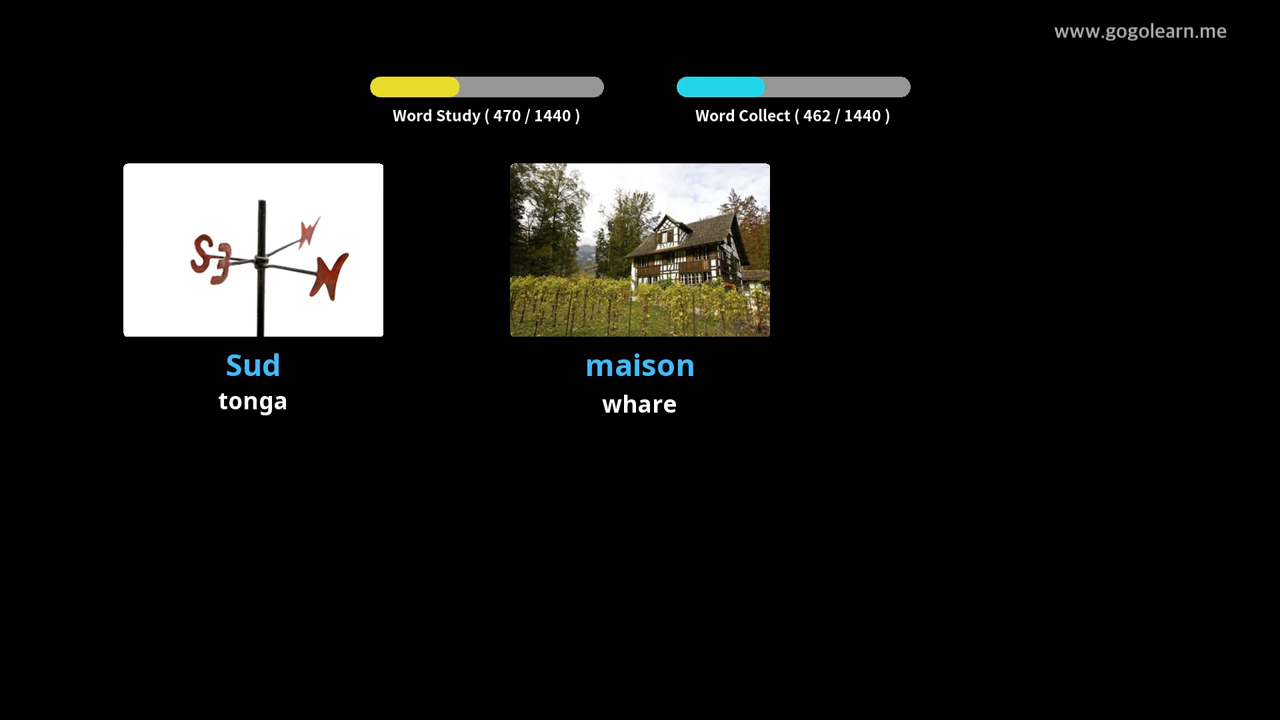 www.gogolearn.me
Word Study ( 470 / 1440 )
Word Collect ( 462 / 1440 )
S E N
Sud
tonga
maison
whare